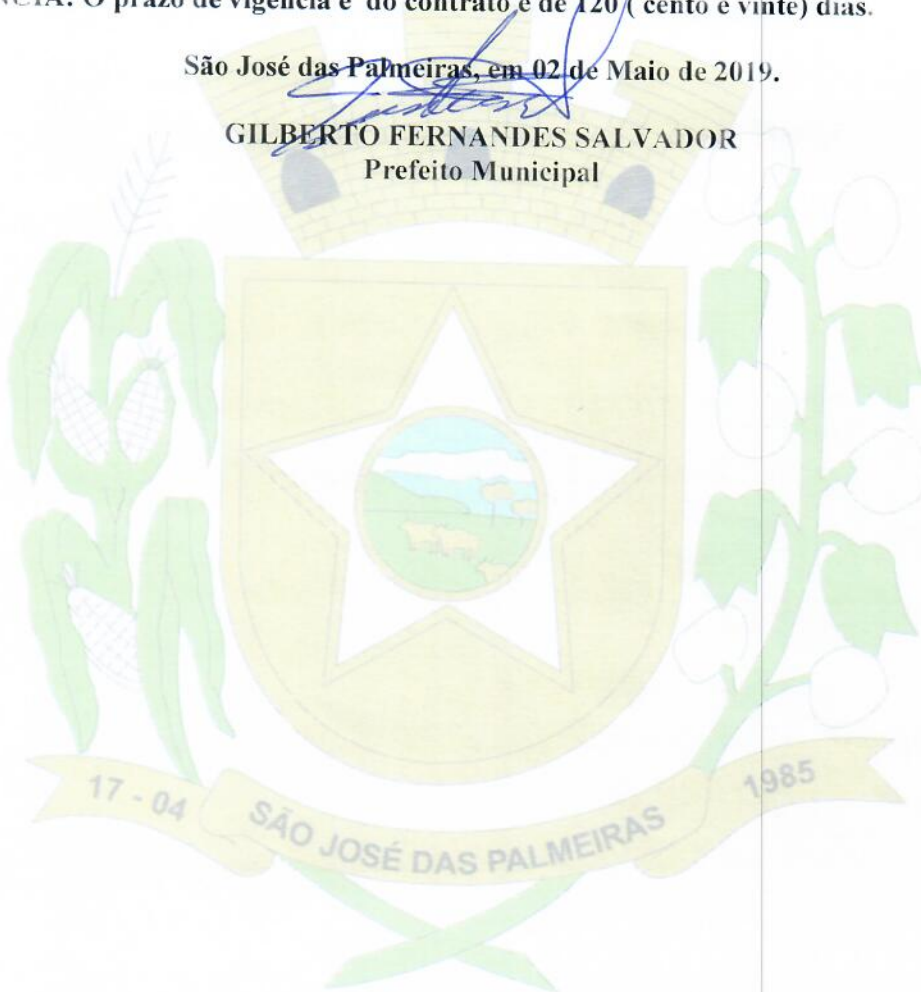 NCIA: O prazo de vigência e do contrato é de 120 ( cento e vinte) dias.
São José das Palmeiras, em 02 de Maio de 2019.
GILBERTO FERNANDES SALVADOR
Prefeito Municipal
17 - 04
SÃO JOSÉ DAS PALMEIRAS
1985